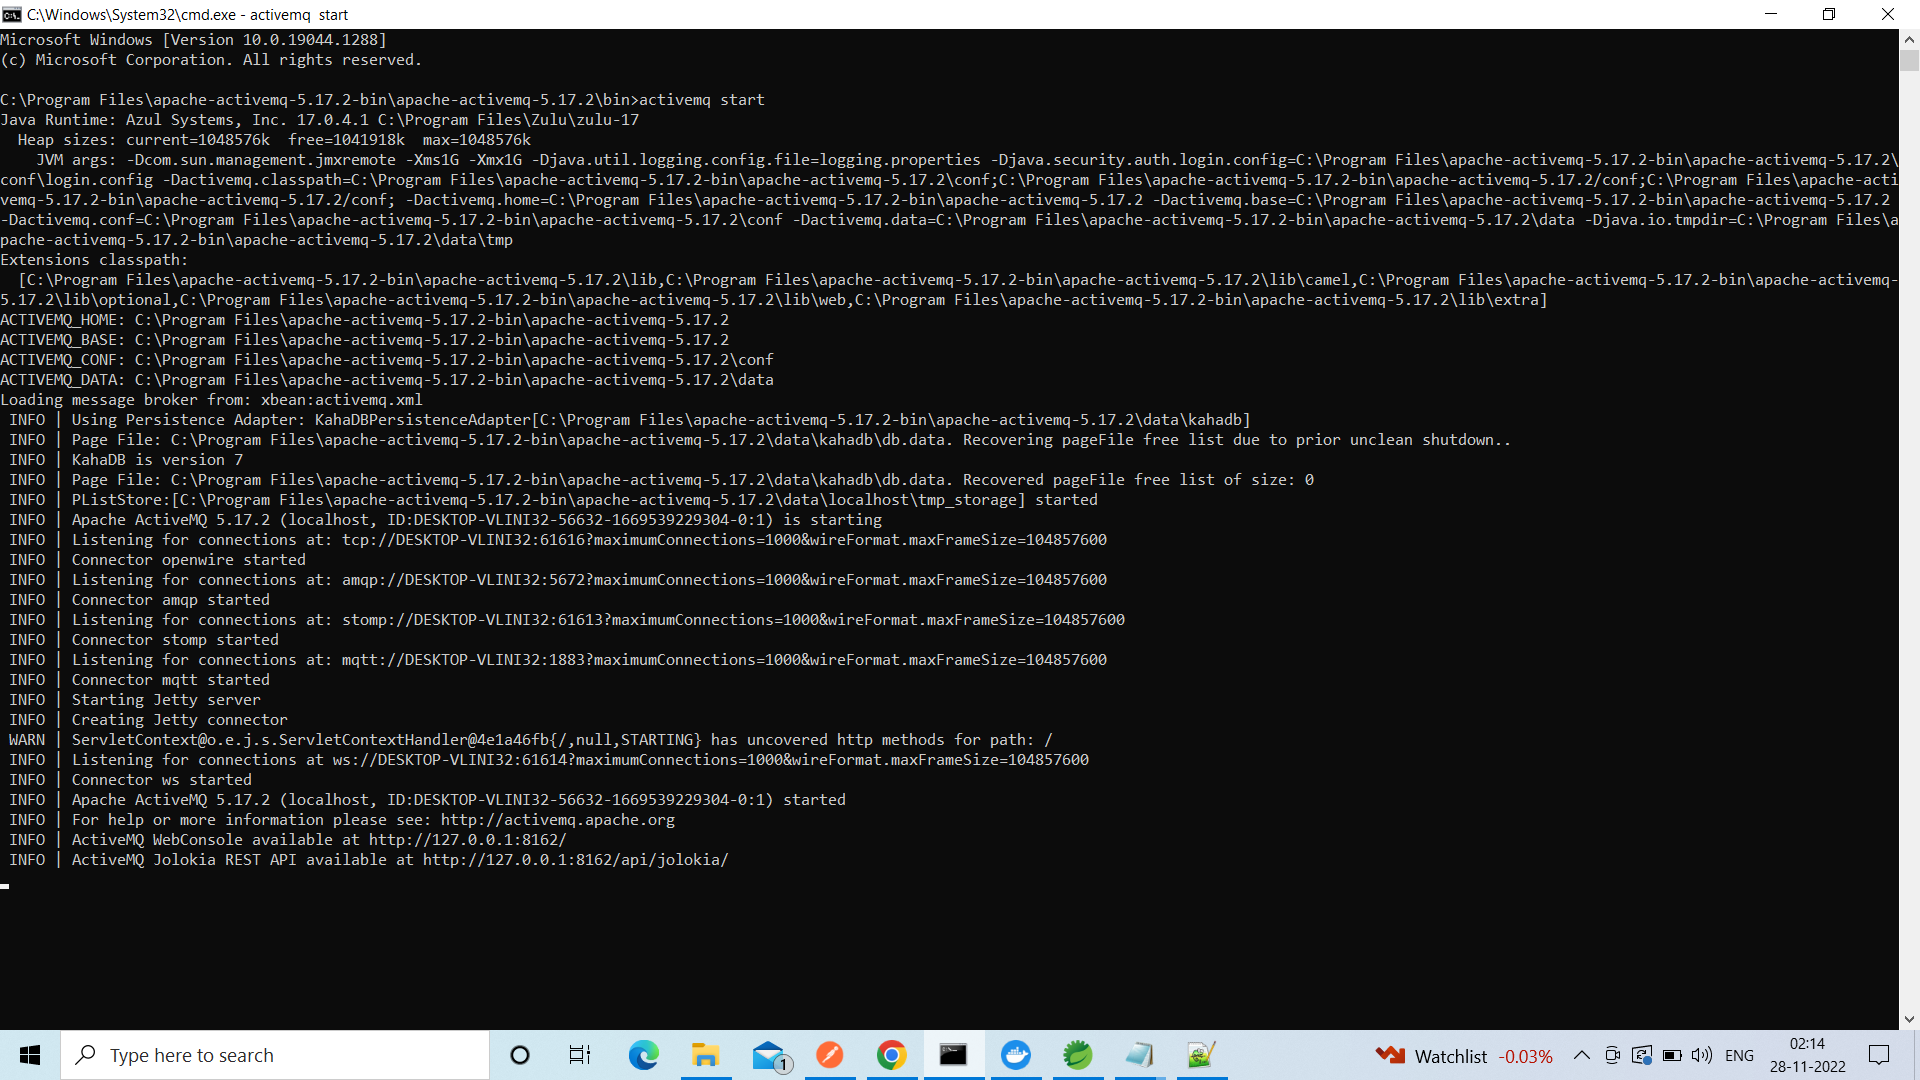 C:\Windows\System32\cmd.exe - activemq  start
Microsoft Windows [Version 10.0.19044.1288]
(c) Microsoft Corporation. All rights reserved.
C:\Program Files\apache-activemq-5.17.2-bin\apache-activemq-5.17.2\bin>activemq start
Java Runtime: Azul Systems, Inc. 17.0.4.1 C:\Program Files\Zulu\zulu-17
  Heap sizes: current=1048576k  free=1041918k  max=1048576k
    JVM args: -Dcom.sun.management.jmxremote -Xms1G -Xmx1G -Djava.util.logging.config.file=logging.properties -Djava.security.auth.login.config=C:\Program Files\apache-activemq-5.17.2-bin\apache-activemq-5.17.2\
conf\login.config -Dactivemq.classpath=C:\Program Files\apache-activemq-5.17.2-bin\apache-activemq-5.17.2\conf;C:\Program Files\apache-activemq-5.17.2-bin\apache-activemq-5.17.2/conf;C:\Program Files\apache-acti
vemq-5.17.2-bin\apache-activemq-5.17.2/conf; -Dactivemq.home=C:\Program Files\apache-activemq-5.17.2-bin\apache-activemq-5.17.2 -Dactivemq.base=C:\Program Files\apache-activemq-5.17.2-bin\apache-activemq-5.17.2
-Dactivemq.conf=C:\Program Files\apache-activemq-5.17.2-bin\apache-activemq-5.17.2\conf -Dactivemq.data=C:\Program Files\apache-activemq-5.17.2-bin\apache-activemq-5.17.2\data -Djava.io.tmpdir=C:\Program Files\a
pache-activemq-5.17.2-bin\apache-activemq-5.17.2\data\tmp
Extensions classpath:
  [C:\Program Files\apache-activemq-5.17.2-bin\apache-activemq-5.17.2\lib,C:\Program Files\apache-activemq-5.17.2-bin\apache-activemq-5.17.2\lib\camel,C:\Program Files\apache-activemq-5.17.2-bin\apache-activemq-
5.17.2\lib\optional,C:\Program Files\apache-activemq-5.17.2-bin\apache-activemq-5.17.2\lib\web,C:\Program Files\apache-activemq-5.17.2-bin\apache-activemq-5.17.2\lib\extra]
ACTIVEMQ_HOME: C:\Program Files\apache-activemq-5.17.2-bin\apache-activemq-5.17.2
ACTIVEMQ_BASE: C:\Program Files\apache-activemq-5.17.2-bin\apache-activemq-5.17.2
ACTIVEMQ_CONF: C:\Program Files\apache-activemq-5.17.2-bin\apache-activemq-5.17.2\conf
ACTIVEMQ_DATA: C:\Program Files\apache-activemq-5.17.2-bin\apache-activemq-5.17.2\data
Loading message broker from: xbean:activemq.xml
 INFO | Using Persistence Adapter: KahaDBPersistenceAdapter[C:\Program Files\apache-activemq-5.17.2-bin\apache-activemq-5.17.2\data\kahadb]
 INFO | Page File: C:\Program Files\apache-activemq-5.17.2-bin\apache-activemq-5.17.2\data\kahadb\db.data. Recovering pageFile free list due to prior unclean shutdown..
 INFO | KahaDB is version 7
 INFO | Page File: C:\Program Files\apache-activemq-5.17.2-bin\apache-activemq-5.17.2\data\kahadb\db.data. Recovered pageFile free list of size: 0
 INFO | PListStore:[C:\Program Files\apache-activemq-5.17.2-bin\apache-activemq-5.17.2\data\localhost\tmp_storage] started
 INFO | Apache ActiveMQ 5.17.2 (localhost, ID:DESKTOP-VLINI32-56632-1669539229304-0:1) is starting
 INFO | Listening for connections at: tcp://DESKTOP-VLINI32:61616?maximumConnections=1000&wireFormat.maxFrameSize=104857600
 INFO | Connector openwire started
 INFO | Listening for connections at: amqp://DESKTOP-VLINI32:5672?maximumConnections=1000&wireFormat.maxFrameSize=104857600
 INFO | Connector amqp started
 INFO | Listening for connections at: stomp://DESKTOP-VLINI32:61613?maximumConnections=1000&wireFormat.maxFrameSize=104857600
 INFO | Connector stomp started
 INFO | Listening for connections at: mqtt://DESKTOP-VLINI32:1883?maximumConnections=1000&wireFormat.maxFrameSize=104857600
 INFO | Connector mqtt started
 INFO | Starting Jetty server
 INFO | Creating Jetty connector
 WARN | ServletContext@o.e.j.s.ServletContextHandler@4e1a46fb{/,null,STARTING} has uncovered http methods for path: /
 INFO | Listening for connections at ws://DESKTOP-VLINI32:61614?maximumConnections=1000&wireFormat.maxFrameSize=104857600
 INFO | Connector ws started
 INFO | Apache ActiveMQ 5.17.2 (localhost, ID:DESKTOP-VLINI32-56632-1669539229304-0:1) started
 INFO | For help or more information please see: http://activemq.apache.org
 INFO | ActiveMQ WebConsole available at http://127.0.0.1:8162/
 INFO | ActiveMQ Jolokia REST API available at http://127.0.0.1:8162/api/jolokia/
Type here to search
1
Watchlist -0.03%
ENG
02:14
28-11-2022